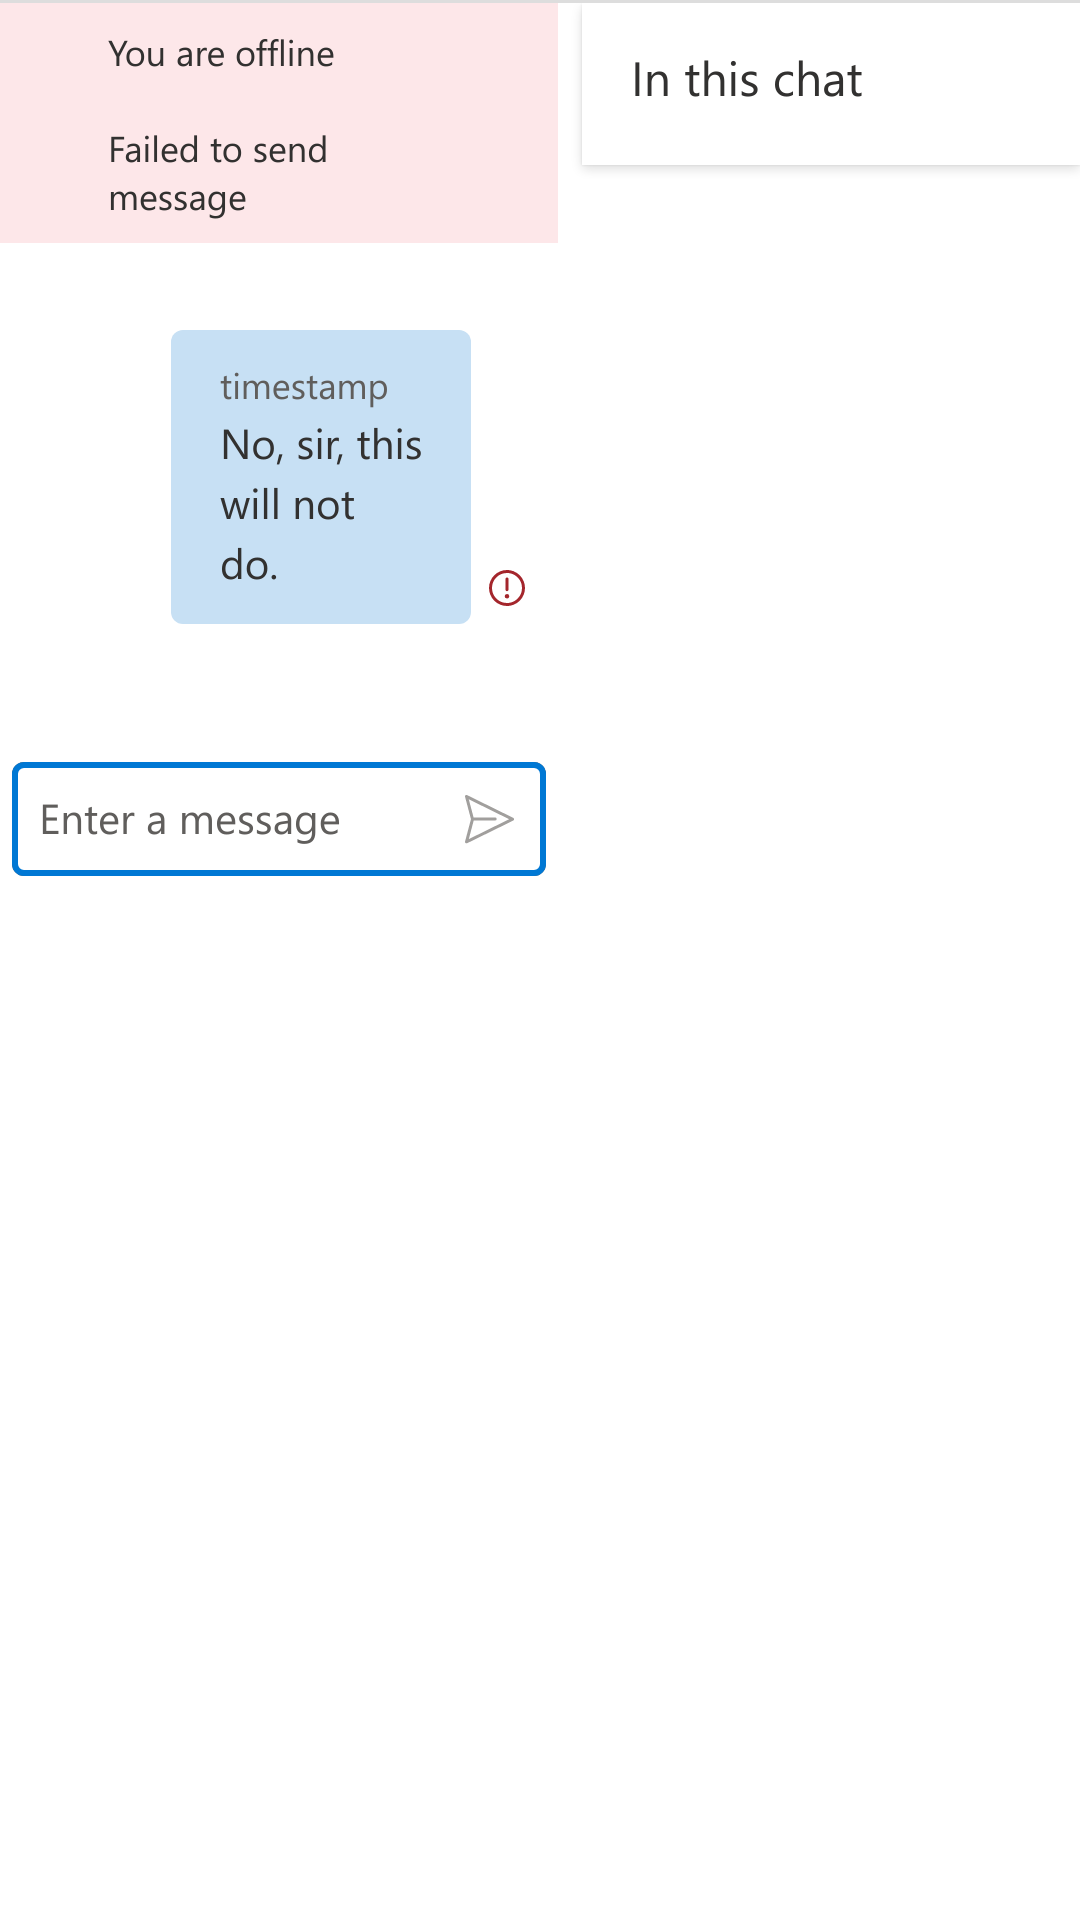 You are offline
Failed to send
message
In this chat
timestamp
No, sir, this
will not
do.
Enter a message